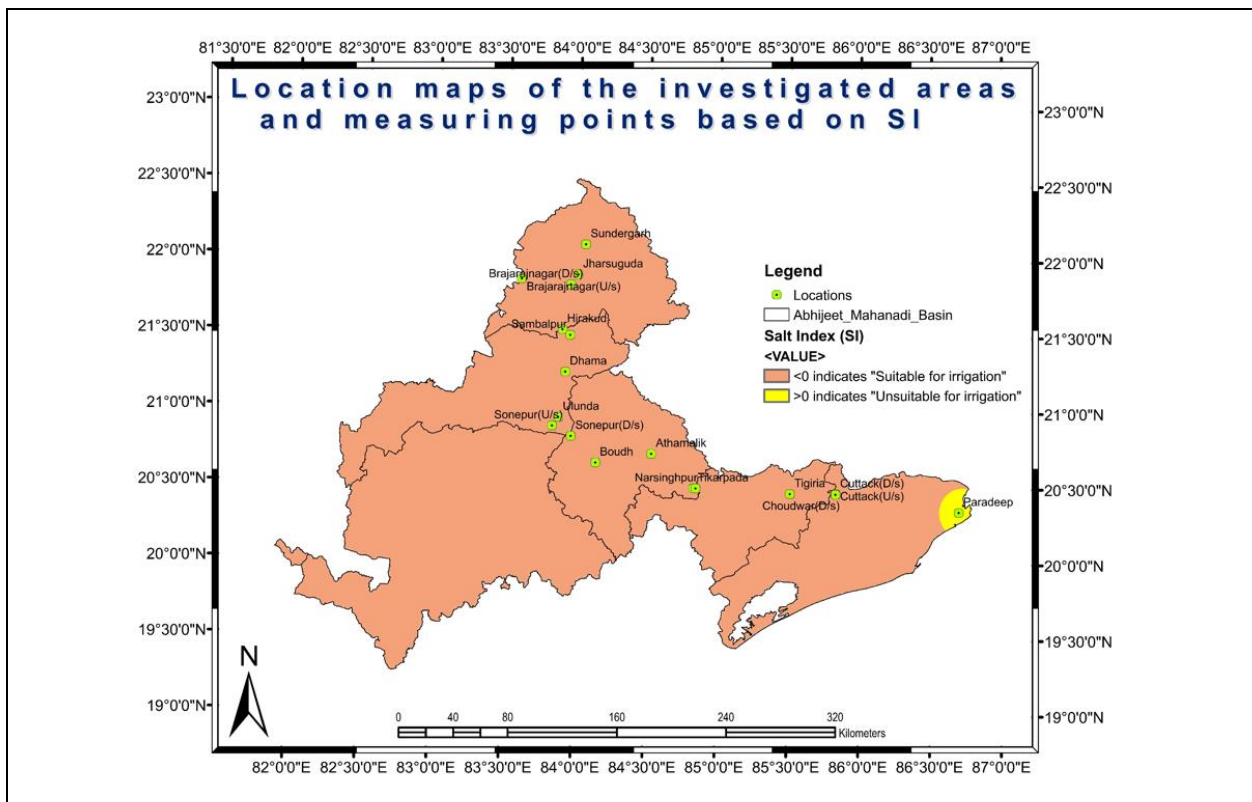 81°30'0"E 82°0'0"E 82°30'0"E 83°0'0"E 83°30'0"E 84°0'0"E 84°30'0"E 85°0'0"E 85°30'0"E 86°0'0"E 86°30'0"E 87°0'0"E
Location maps of the investigated areas
and measuring points based on SI
23°0'0"N
23°0'0"N
22°30'0"N
22°30'0"N
22°0'0"N
22°0'0"N
21°30'0"N
21°30'0"N
21°0'0"N
21°0'0"N
20°30'0"N
20°30'0"N
20°0'0"N
20°0'0"N
19°30'0"N
19°30'0"N
19°0'0"N
19°0'0"N
Sundergarh
Jharsuguda
Brajarajnagar(D/s)
Brajarajnagar(U/s)
Hirakud
Sambalpur
Dhama
Ulunda
Sonepur(U/s)
Sonepur(D/s)
Boudh
Athamalik
Narsinghpur
Tikarpada
Tigiria
Choudwar(D/s)
Cuttack(D/s)
Cuttack(U/s)
Paradeep
Legend
Locations
Abhijeet_Mahanadi_Basin
Salt Index (SI)
<VALUE>
<0 indicates "Suitable for irrigation"
>0 indicates "Unsuitable for irrigation"
N
0 40 80 160 240 320
Kilometers
82°0'0"E 82°30'0"E 83°0'0"E 83°30'0"E 84°0'0"E 84°30'0"E 85°0'0"E 85°30'0"E 86°0'0"E 86°30'0"E 87°0'0"E